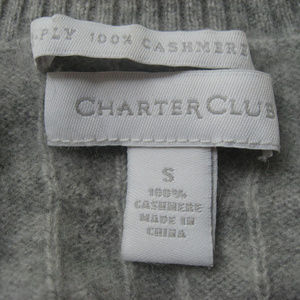 PLY 100% CASHMERE
CHARTER CLUB
S
100%
CASHMERE
MADE IN
CHINA